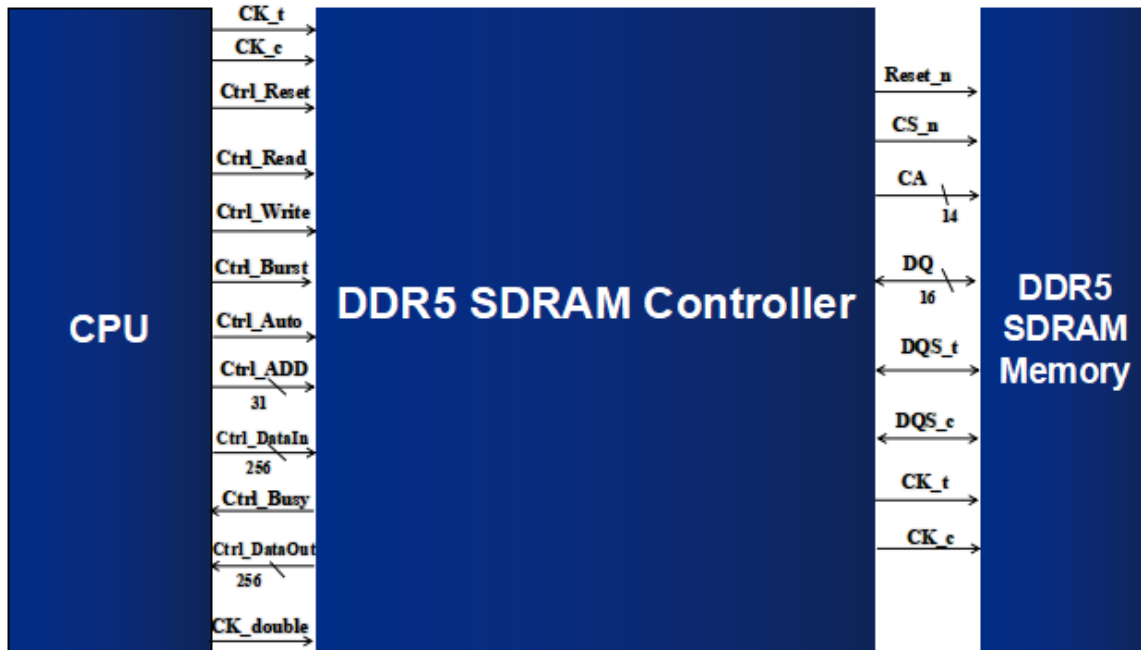 CPU
CK_t
CK_c
Ctrl_Reset
Ctrl_Read
Ctrl_Write
Ctrl_Burst
Ctrl_Auto
Ctrl_ADD
31
Ctrl_DataIn
256
Ctrl_Busy
Ctrl_DataOut
256
CK_double
DDR5 SDRAM Controller
Reset_n
CS_n
CA
14
DQ
16
DQS_t
DQS_c
CK_t
CK_c
DDR5
SDRAM
Memory